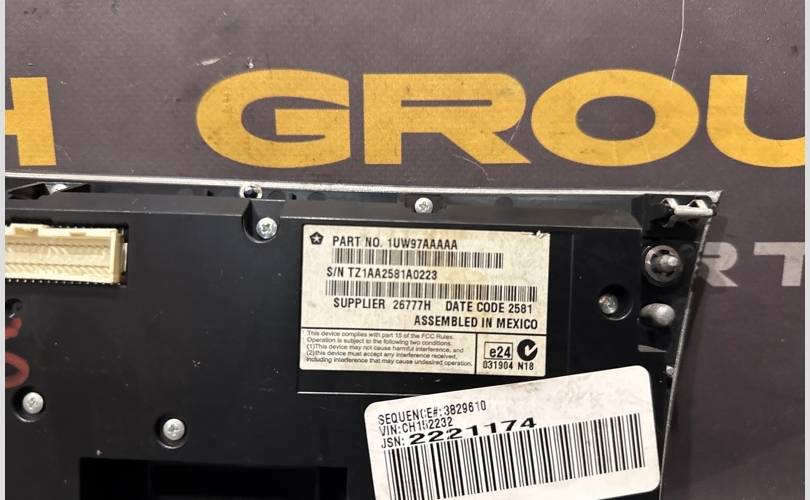 H GROU
RT
PART NO. 1UW97AAAAA
S/N TZ1AA2581A0223
SUPPLIER 26777H DATE CODE 2581
ASSEMBLED IN MEXICO
This device complies with part 15 of the FCC Rules.
Operation is subject to the following two conditions.
(1)This device may not cause harmful interference, and
(2)this device must accept any interference received,
including interference that may cause undesired operation.
e24
031904 N18
SEQUENCE#:3829610
VIN:CH152232
JSN: 2221174